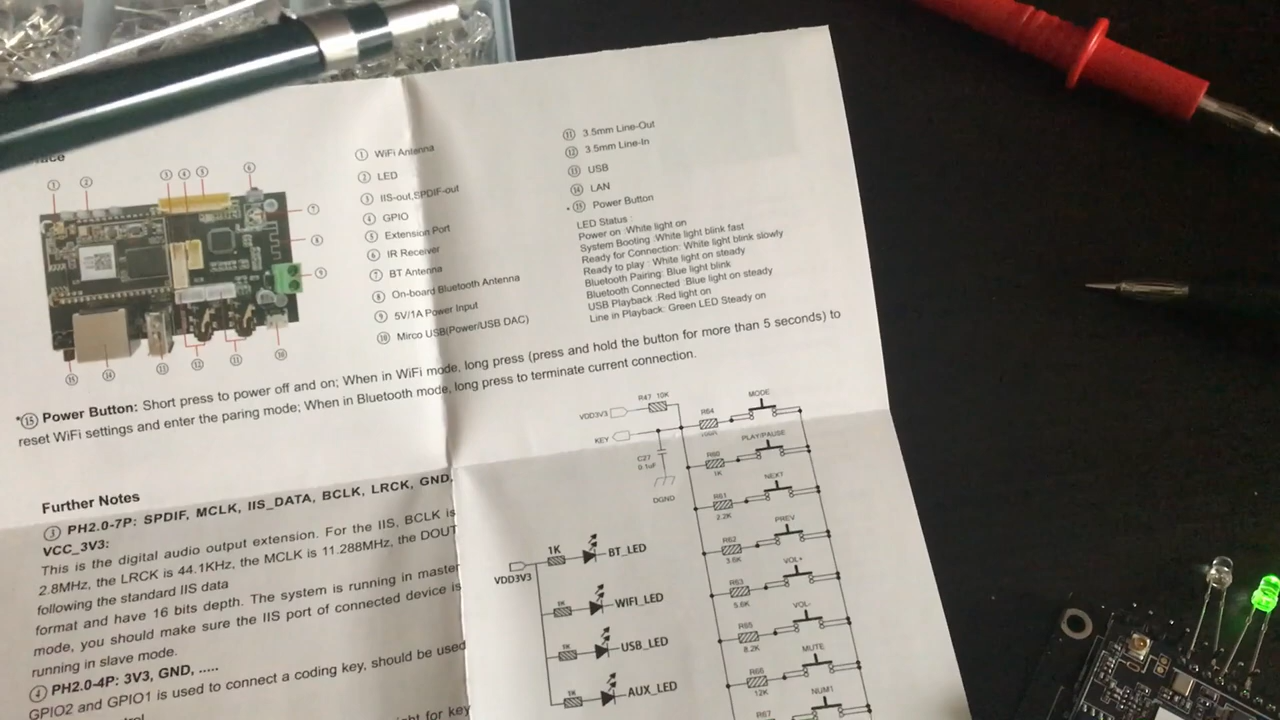 ① WiFi Antenna
② LED
③ IIS-out,SPDIF-out
④ GPIO
⑤ Extension Port
⑥ IR Receiver
⑦ BT Antenna
⑧ On-board Bluetooth Antenna
⑨ 5V/1A Power Input
⑩ Mirco USB(Power/USB DAC)
⑪ 3.5mm Line-Out
⑫ 3.5mm Line-In
⑬ USB
⑭ LAN
*⑮ Power Button
LED Status :
Power on :White light on
System Booting :White light blink fast
Ready for Connection: White light blink slowly
Ready to play : White light on steady
Bluetooth Pairing: Blue light blink
Bluetooth Connected :Blue light on steady
USB Playback :Red light on
Line in Playback: Green LED Steady on
① ② ③ ④ ⑤ ⑥
⑦
⑧
⑨
⑮ ⑭ ⑬ ⑫ ⑪ ⑩
*⑮ Power Button: Short press to power off and on; When in WiFi mode, long press (press and hold the button for more than 5 seconds) to
reset WiFi settings and enter the paring mode; When in Bluetooth mode, long press to terminate current connection.
Further Notes
③ PH2.0-7P: SPDIF, MCLK, IIS_DATA, BCLK, LRCK, GND,
VCC_3V3:
This is the digital audio output extension. For the IIS, BCLK is
2.8MHz, the LRCK is 44.1KHz, the MCLK is 11.288MHz, the DOUT
following the standard IIS data
format and have 16 bits depth. The system is running in master
mode, you should make sure the IIS port of connected device is
running in slave mode.
④ PH2.0-4P: 3V3, GND, .....
GPIO2 and GPIO1 is used to connect a coding key, should be used
for key
VDD3V3
1K BT_LED
1K WIFI_LED
1K USB_LED
1K AUX_LED
R47 10K
VDD3V3
KEY
C27
0.1uF
DGND
R64 MODE
R60 PLAY/PAUSE
1K
R61 NEXT
2.2K
R62 PREV
3.6K
R63 VOL+
5.6K
R65 VOL-
8.2K
R66 MUTE
12K
R67 NUM1